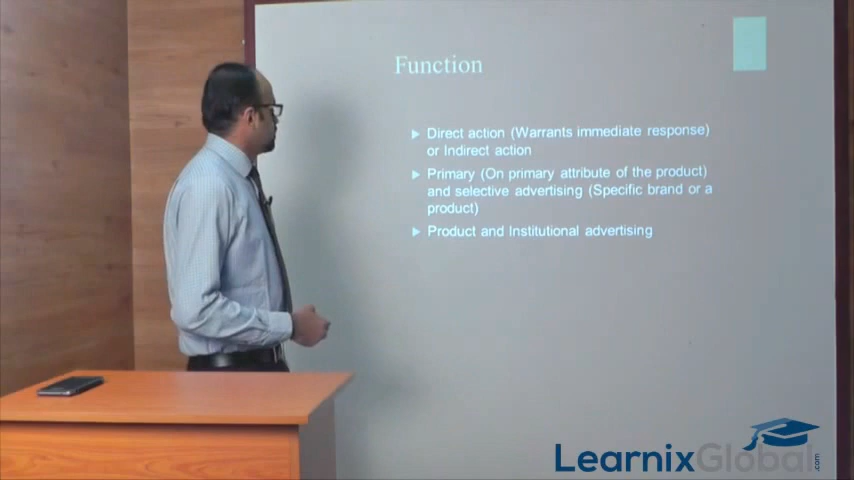 Function
Direct action (Warrants immediate response)
or Indirect action
Primary (On primary attribute of the product)
and selective advertising (Specific brand or a
product)
Product and Institutional advertising
LearnixGlobal.com